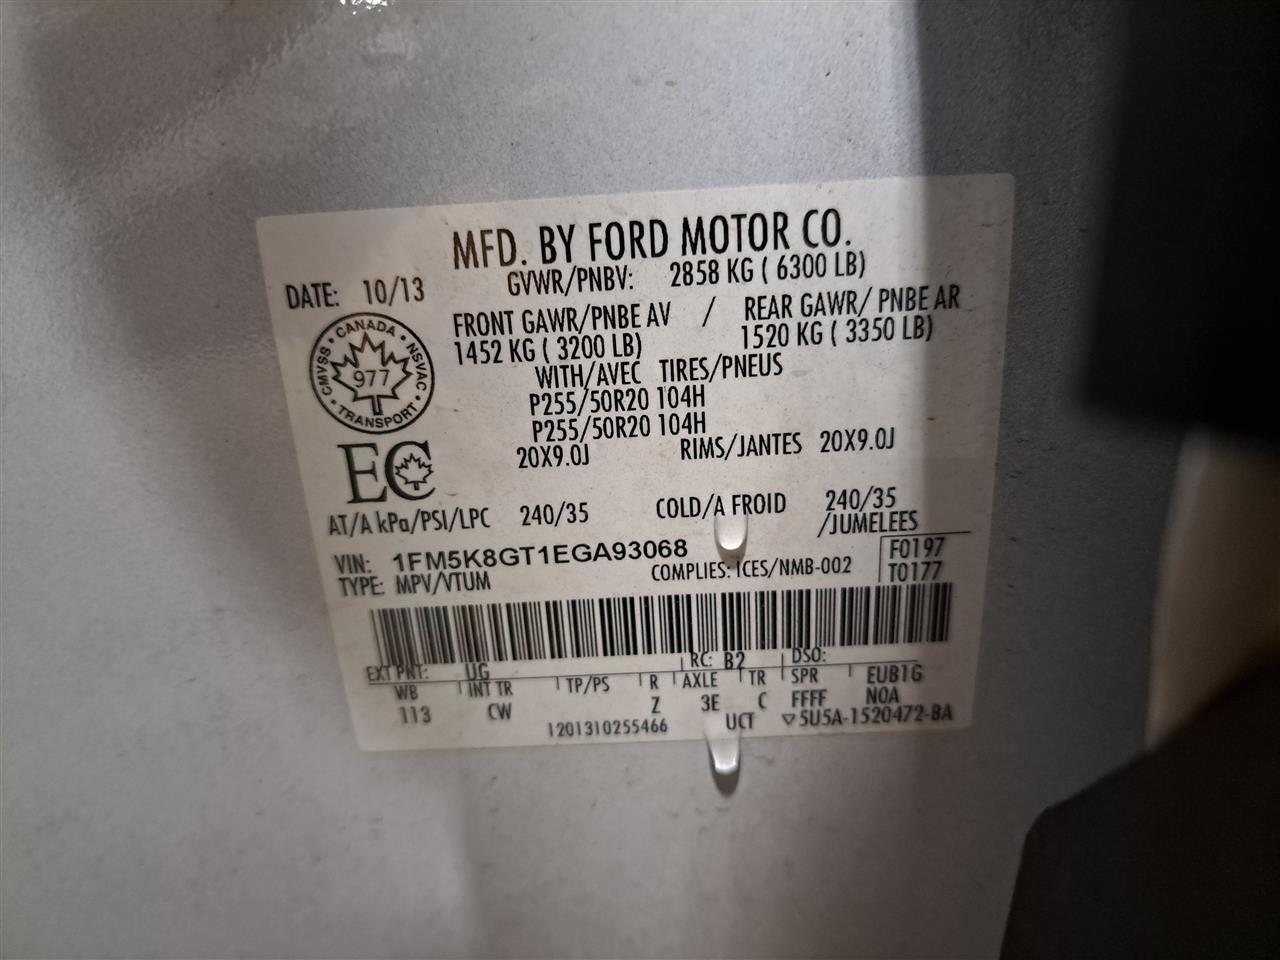 MFD. BY FORD MOTOR CO.
DATE: 10/13
GVWR/PNBV: 2858 KG ( 6300 LB)
FRONT GAWR/PNBE AV / REAR GAWR/ PNBE AR
1452 KG ( 3200 LB) 1520 KG ( 3350 LB)
WITH/AVEC TIRES/PNEUS
P255/50R20 104H
P255/50R20 104H
20X9.0J RIMS/JANTES 20X9.0J
CANADA
CMVSS · NSVAC
977
TRANSPORT
EC
AT/A kPa/PSI/LPC 240/35 COLD/A FROID 240/35
/JUMELEES
VIN: 1FM5K8GT1EGA93068
TYPE: MPV/VTUM
COMPLIES: ICES/NMB-002
F0197
T0177
EXT PNT: UG RC: B2 DSO:
WB INT TR TP/PS R AXLE TR SPR EUB1G
113 CW Z 3E C FFFF NOA
1201310255466 UCT ▽5U5A-1520472-BA